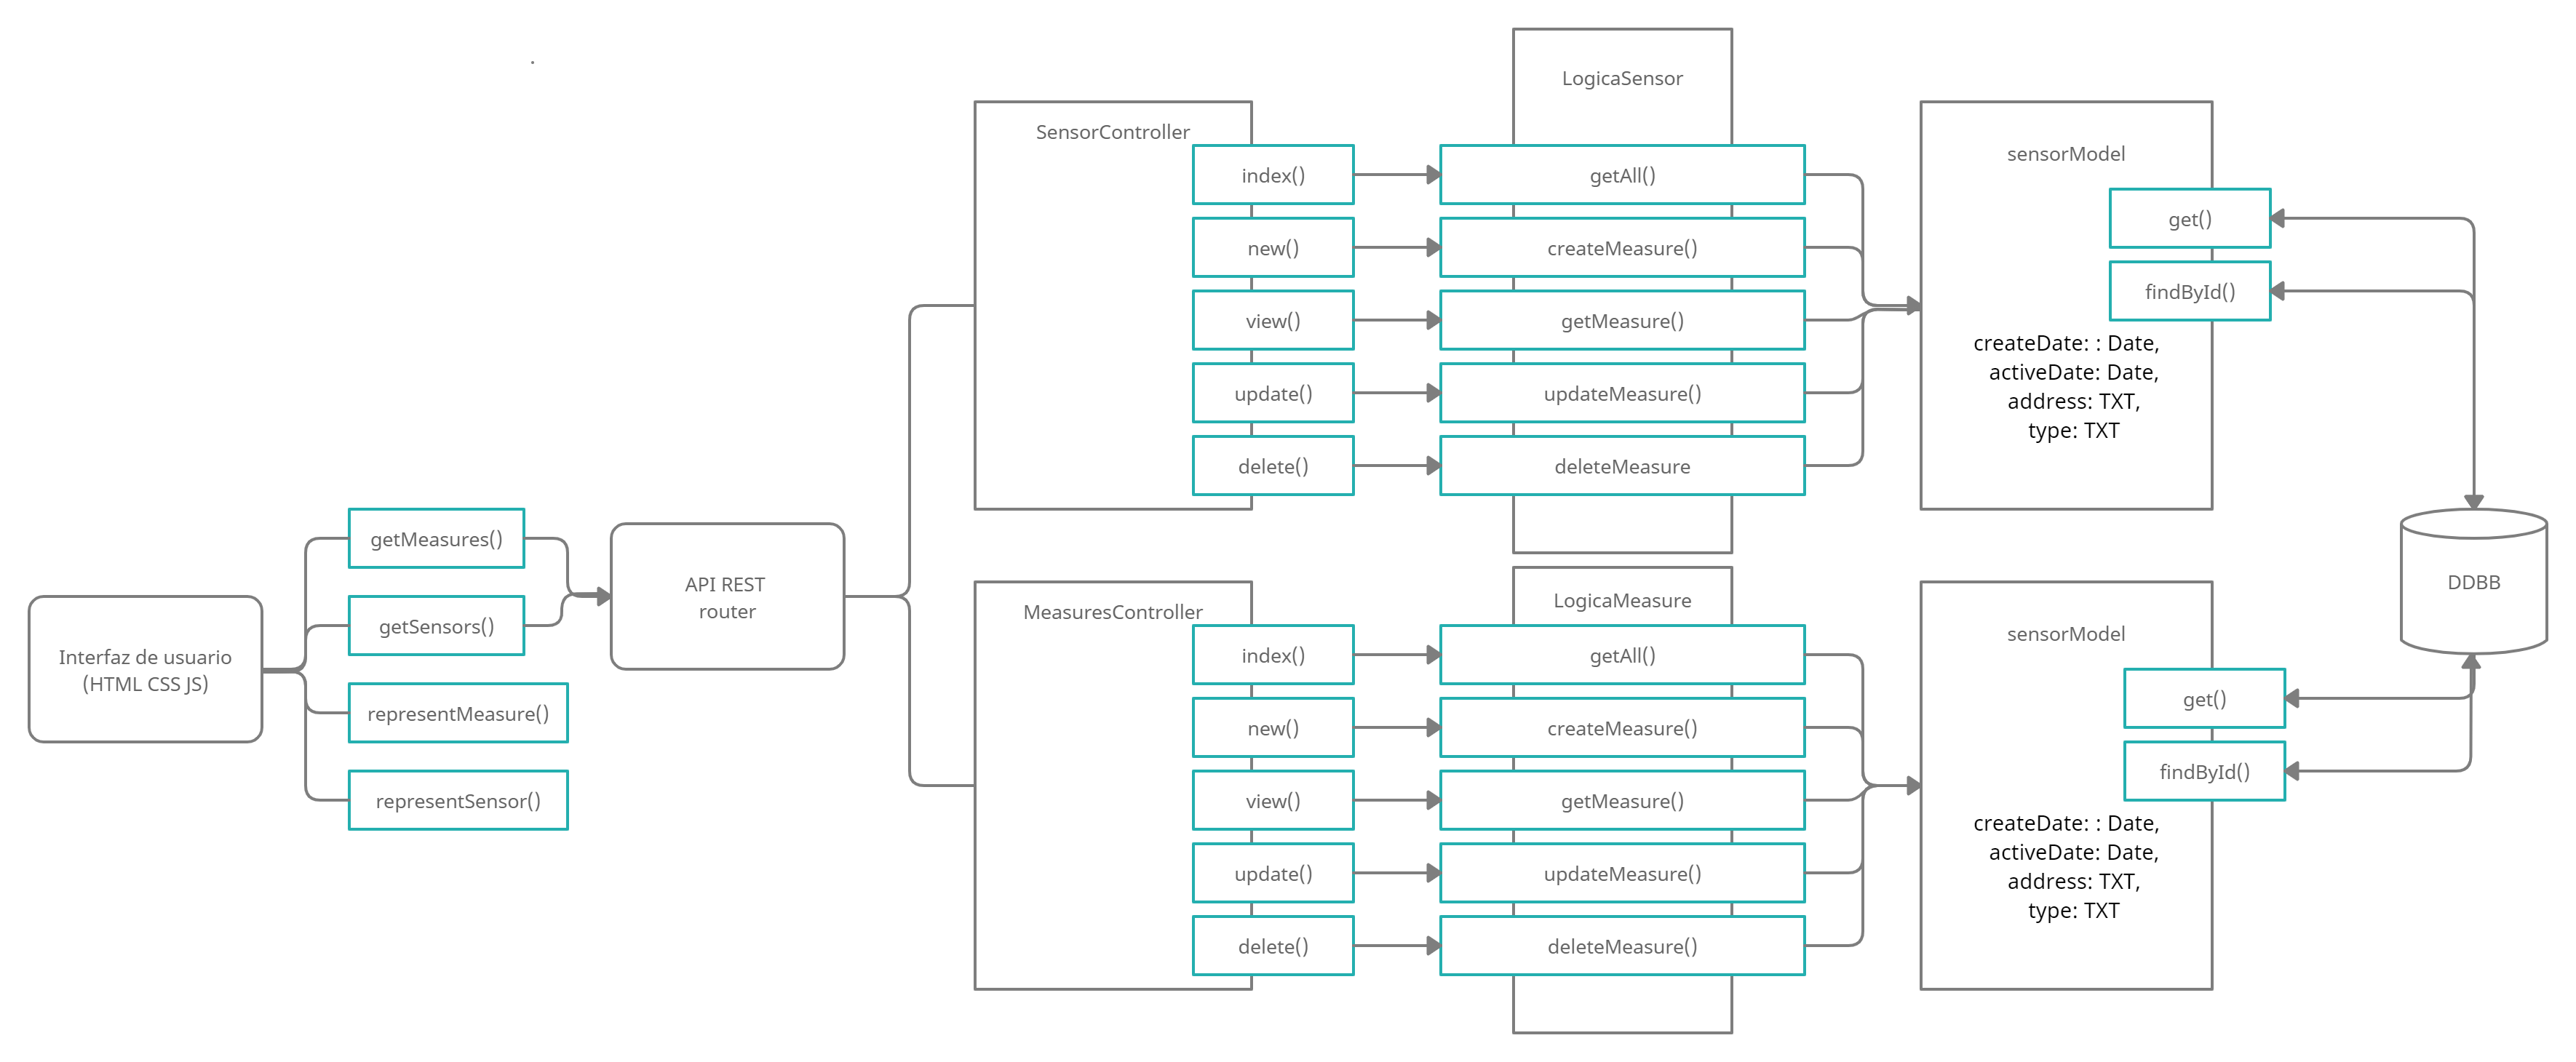 Interfaz de usuario
(HTML CSS JS)
getMeasures()
getSensors()
representMeasure()
representSensor()
API REST
router
SensorController
index()
new()
view()
update()
delete()
LogicaSensor
getAll()
createMeasure()
getMeasure()
updateMeasure()
deleteMeasure
sensorModel
get()
findById()
createDate: : Date,
activeDate: Date,
address: TXT,
type: TXT
MeasuresController
index()
new()
view()
update()
delete()
LogicaMeasure
getAll()
createMeasure()
getMeasure()
updateMeasure()
deleteMeasure()
sensorModel
get()
findById()
createDate: : Date,
activeDate: Date,
address: TXT,
type: TXT
DDBB